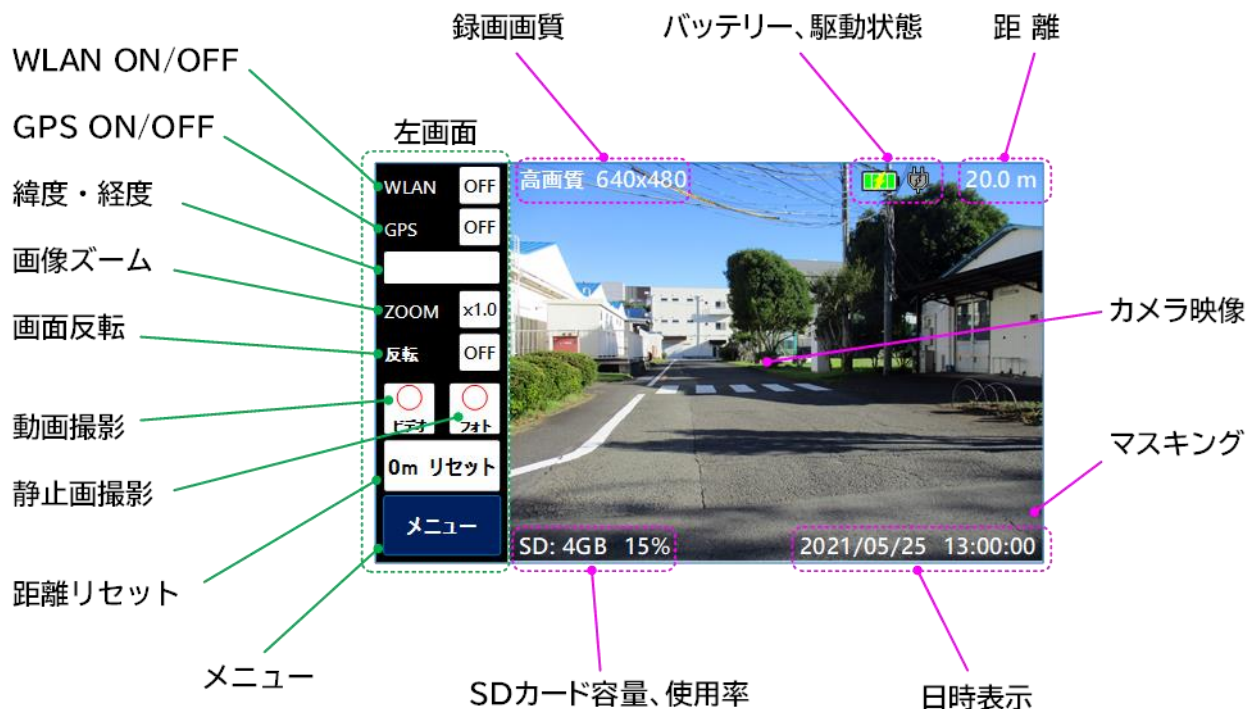 録画画質
バッテリー、駆動状態
距 離
WLAN ON/OFF
GPS ON/OFF
緯度・経度
画像ズーム
画面反転
動画撮影
静止画撮影
距離リセット
メニュー
左画面
WLAN OFF
GPS OFF
ZOOM x1.0
反転 OFF
ビデオ フォト
0m リセット
メニュー
高画質 640x480
20.0 m
SD: 4GB 15%
2021/05/25 13:00:00
カメラ映像
マスキング
SDカード容量、使用率
日時表示